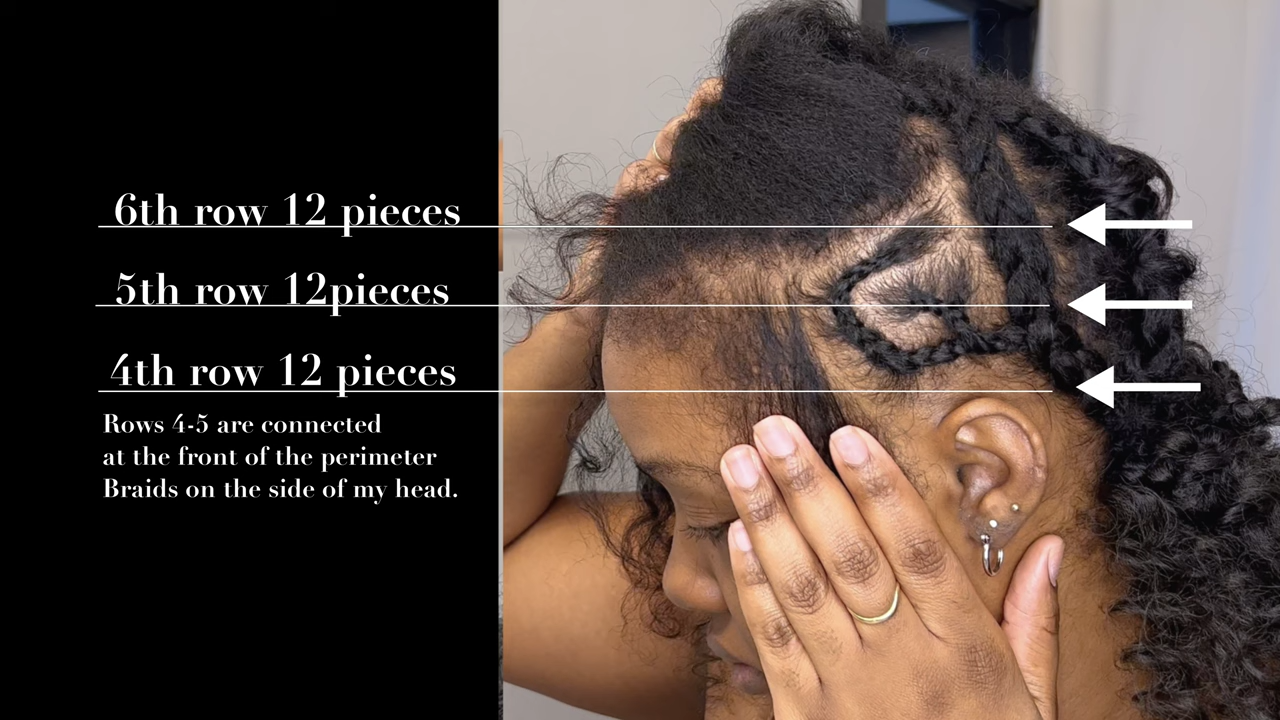 6th row 12 pieces
5th row 12pieces
4th row 12 pieces
Rows 4-5 are connected
at the front of the perimeter
Braids on the side of my head.